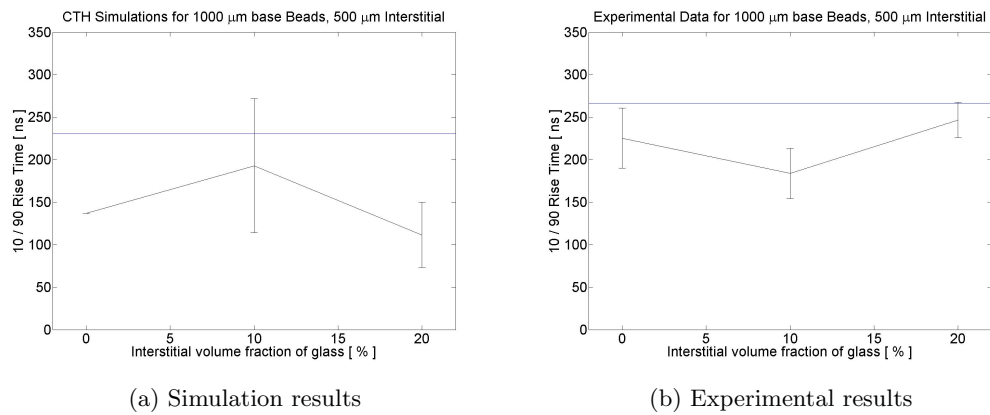 CTH Simulations for 1000 μm base Beads, 500 μm Interstitial
350
300
250
200
150
100
50
0
10 / 90 Rise Time [ ns ]
0 5 10 15 20
Interstitial volume fraction of glass [ % ]
(a) Simulation results
Experimental Data for 1000 μm base Beads, 500 μm Interstitial
350
300
250
200
150
100
50
0
10 / 90 Rise Time [ ns ]
0 5 10 15 20
Interstitial volume fraction of glass [ % ]
(b) Experimental results